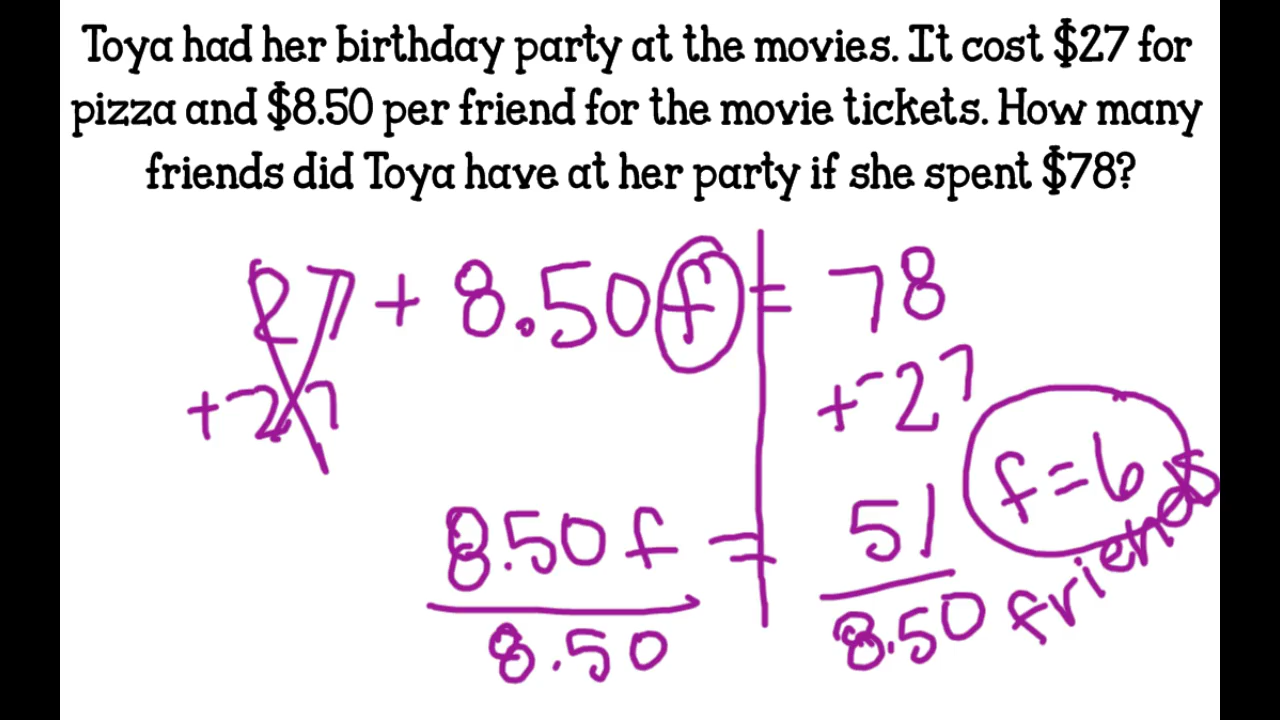 Toya had her birthday party at the movies. It cost $27 for
pizza and $8.50 per friend for the movie tickets. How many
friends did Toya have at her party if she spent $78?
27 + 8.50f = 78
+-27 +-27
8.50f = 51
8.50 8.50
f=6
friends